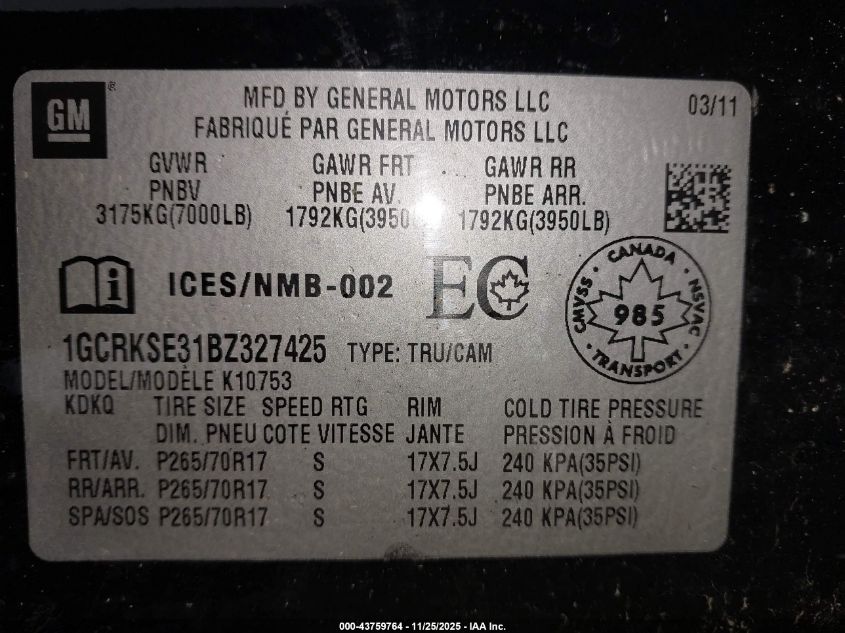 GM ®
MFD BY GENERAL MOTORS LLC 03/11
FABRIQUÉ PAR GENERAL MOTORS LLC
GVWR GAWR FRT GAWR RR
PNBV PNBE AV. PNBE ARR.
3175KG(7000LB) 1792KG(3950 1792KG(3950LB)
i ICES/NMB-002 EC
CANADA
CMVSS 985 NSVAC
TRANSPORT
1GCRKSE31BZ327425 TYPE: TRU/CAM
MODEL/MODÈLE K10753
KDKQ TIRE SIZE SPEED RTG RIM COLD TIRE PRESSURE
DIM. PNEU COTE VITESSE JANTE PRESSION À FROID
FRT/AV. P265/70R17 S 17X7.5J 240 KPA(35PSI)
RR/ARR. P265/70R17 S 17X7.5J 240 KPA(35PSI)
SPA/SOS P265/70R17 S 17X7.5J 240 KPA(35PSI)
000-43759764 - 11/25/2025 - IAA Inc.